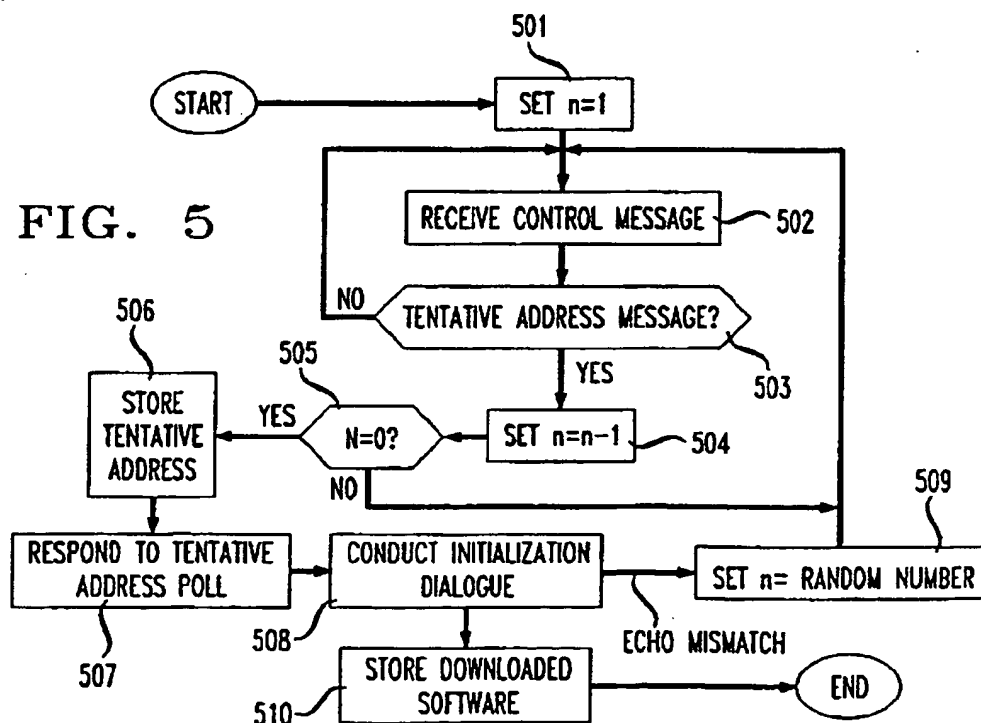 501
START
SET n=1
FIG. 5
RECEIVE CONTROL MESSAGE
502
NO
TENTATIVE ADDRESS MESSAGE?
503
506
505
YES
STORE
TENTATIVE
ADDRESS
YES
N=0?
SET n=n-1
504
NO
509
RESPOND TO TENTATIVE
ADDRESS POLL
CONDUCT INITIALIZATION
DIALOGUE
SET n= RANDOM NUMBER
507
508
ECHO MISMATCH
STORE DOWNLOADED
SOFTWARE
END
510